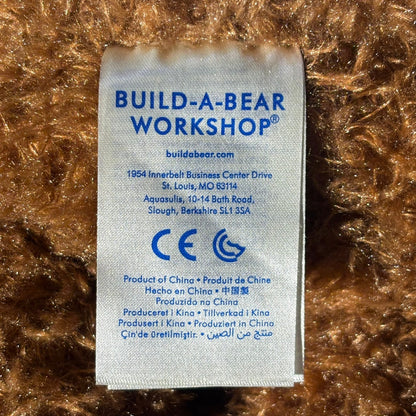 BUILD-A-BEAR
WORKSHOP®
buildabear.com
1954 Innerbelt Business Center Drive
St. Louis, MO 63114
Aquasulis, 10-14 Bath Road,
Slough, Berkshire SL1 3SA
CE
Product of China • Produit de Chine
Hecho en China • 中国製
Produzido na China
Produceret i Kina • Tillverkad i Kina
Produsert i Kina • Produziert in China
Çin'de üretilmiştir. • منتج من الصين